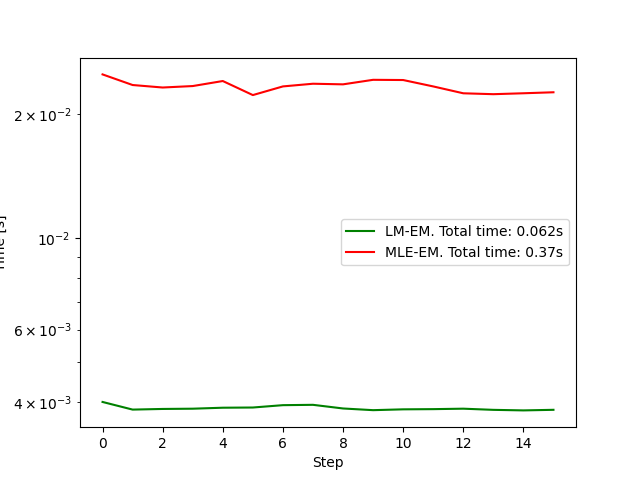 2 × 10⁻²
10⁻²
6 × 10⁻³
4 × 10⁻³
LM-EM. Total time: 0.062s
MLE-EM. Total time: 0.37s
0 2 4 6 8 10 12 14
Step
Time [s]